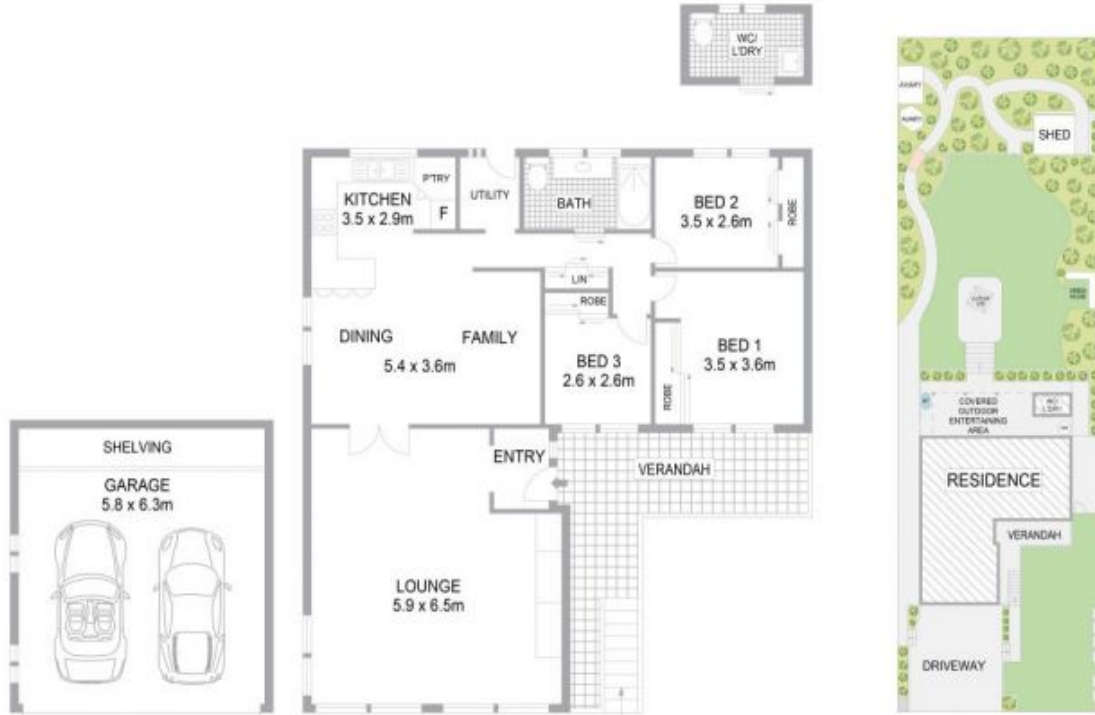 WC/
L'DRY
KITCHEN
3.5 x 2.9m
P'TRY
F
UTILITY
BATH
BED 2
3.5 x 2.6m
ROBE
LIN
ROBE
DINING
FAMILY
5.4 x 3.6m
BED 3
2.6 x 2.6m
BED 1
3.5 x 3.6m
ROBE
ENTRY
VERANDAH
SHELVING
GARAGE
5.8 x 6.3m
LOUNGE
5.9 x 6.5m
SHED
COVERED
OUTDOOR
ENTERTAINING
AREA
WC/
L'DRY
RESIDENCE
VERANDAH
DRIVEWAY